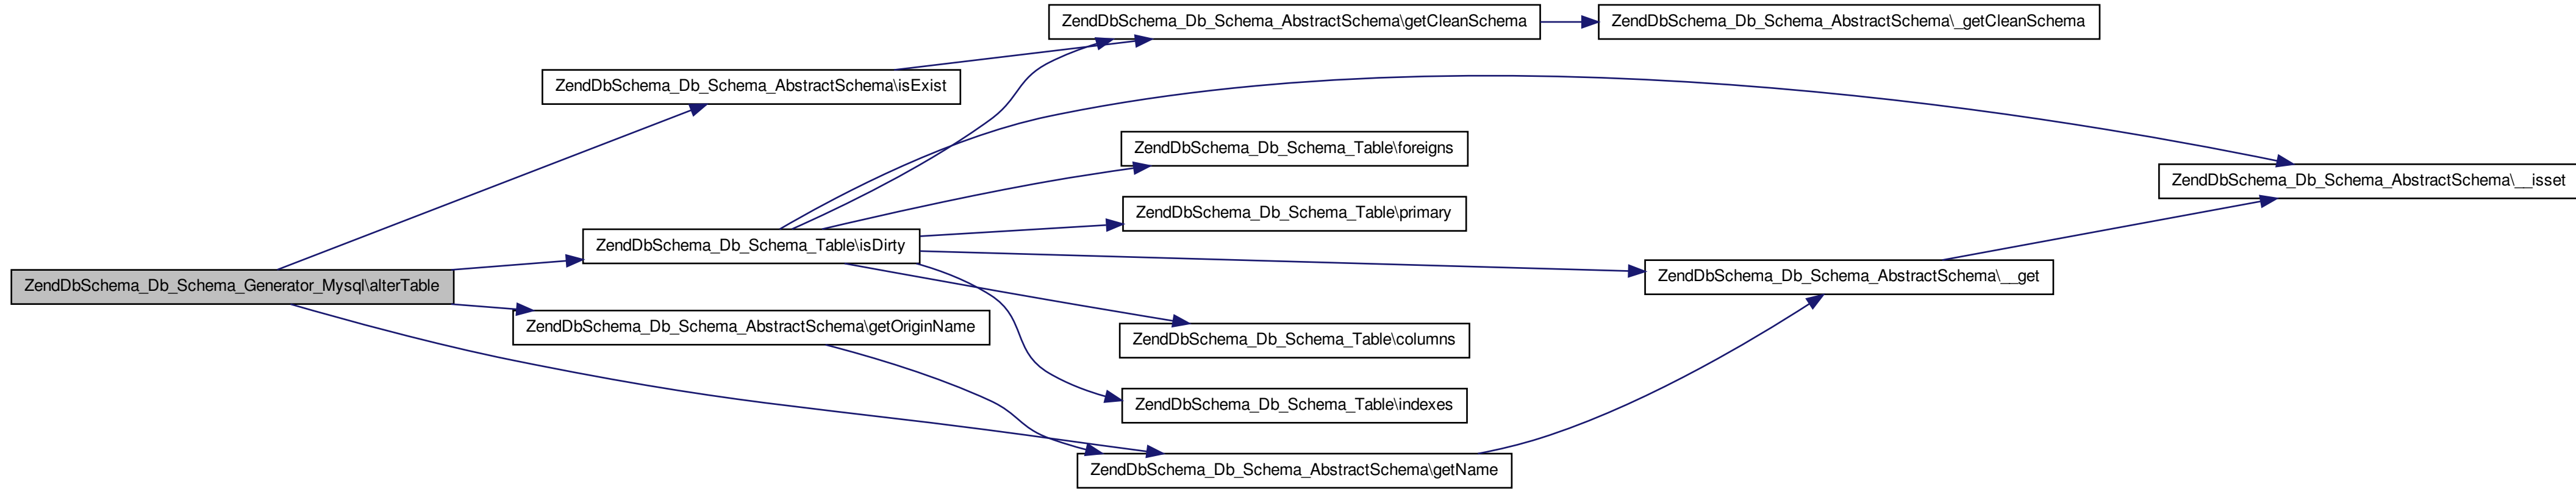 ZendDbSchema_Db_Schema_AbstractSchema\getCleanSchema
ZendDbSchema_Db_Schema_AbstractSchema\_getCleanSchema
ZendDbSchema_Db_Schema_AbstractSchema\isExist
ZendDbSchema_Db_Schema_Table\foreigns
ZendDbSchema_Db_Schema_AbstractSchema\__isset
ZendDbSchema_Db_Schema_Table\primary
ZendDbSchema_Db_Schema_Table\isDirty
ZendDbSchema_Db_Schema_AbstractSchema\__get
ZendDbSchema_Db_Schema_Generator_Mysql\alterTable
ZendDbSchema_Db_Schema_AbstractSchema\getOriginName
ZendDbSchema_Db_Schema_Table\columns
ZendDbSchema_Db_Schema_Table\indexes
ZendDbSchema_Db_Schema_AbstractSchema\getName